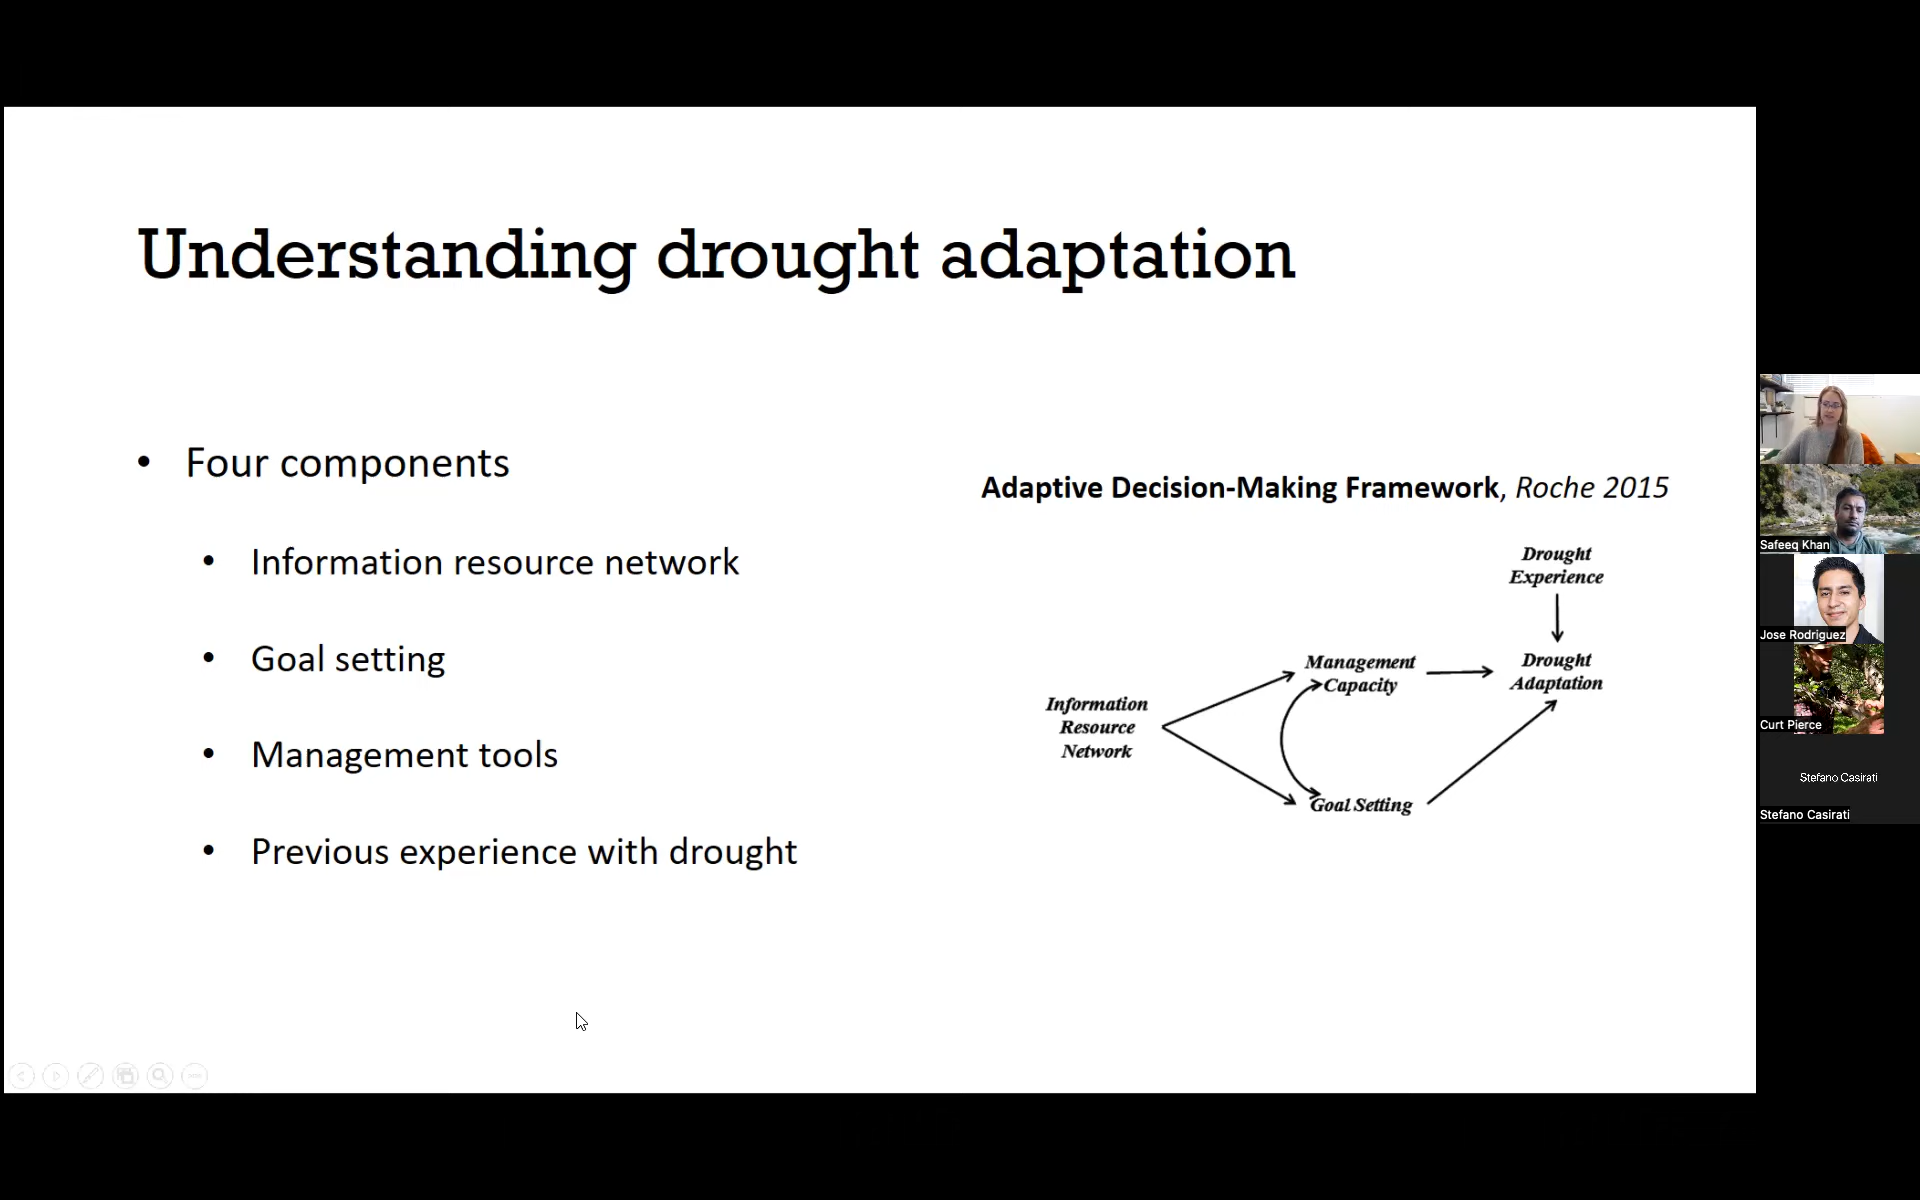 Understanding drought adaptation
• Four components
• Information resource network
• Goal setting
• Management tools
• Previous experience with drought
Adaptive Decision-Making Framework, Roche 2015
Drought
Experience
Management
Capacity
Drought
Adaptation
Information
Resource
Network
Goal Setting
Safeeq Khan
Jose Rodriguez
Curt Pierce
Stefano Casirati
Stefano Casirati